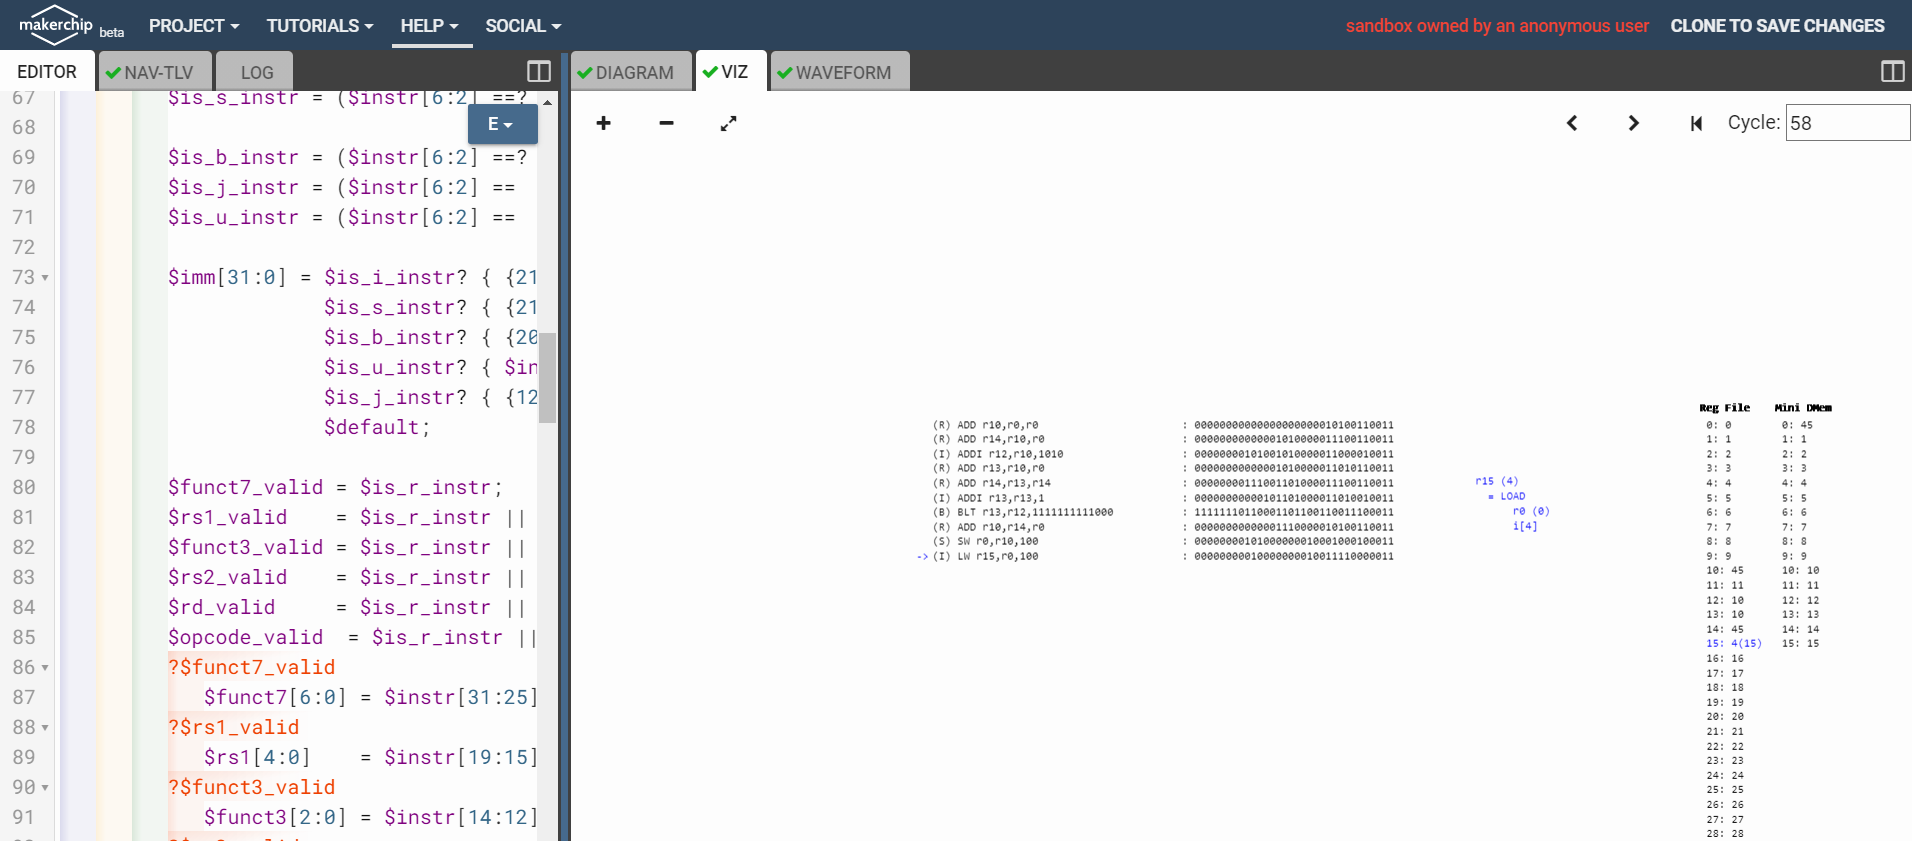 makerchip beta PROJECT TUTORIALS HELP SOCIAL sandbox owned by an anonymous user CLONE TO SAVE CHANGES
EDITOR NAV-TLV LOG DIAGRAM VIZ WAVEFORM
67 $is_s_instr = ($instr[6:2] ==?
68
69 $is_b_instr = ($instr[6:2] ==?
70 $is_j_instr = ($instr[6:2] ==
71 $is_u_instr = ($instr[6:2] ==
72
73 $imm[31:0] = $is_i_instr? { {21
74 $is_s_instr? { {21
75 $is_b_instr? { {20
76 $is_u_instr? { $in
77 $is_j_instr? { {12
78 $default;
79
80 $funct7_valid = $is_r_instr;
81 $rs1_valid = $is_r_instr ||
82 $funct3_valid = $is_r_instr ||
83 $rs2_valid = $is_r_instr ||
84 $rd_valid = $is_r_instr ||
85 $opcode_valid = $is_r_instr ||
86 ?$funct7_valid
87 $funct7[6:0] = $instr[31:25]
88 ?$rs1_valid
89 $rs1[4:0] = $instr[19:15]
90 ?$funct3_valid
91 $funct3[2:0] = $instr[14:12]
E
Cycle: 58
(R) ADD r10,r0,r0 : 00000000000000000000010100110011
(R) ADD r14,r10,r0 : 00000000000001010000011100110011
(I) ADDI r12,r10,1010 : 00000000101001010000011000010011
(R) ADD r13,r10,r0 : 00000000000001010000011010110011
(R) ADD r14,r13,r14 : 00000000111001101000011100110011
(I) ADDI r13,r13,1 : 00000000000101101000011010010011
(B) BLT r13,r12,1111111111000 : 11111110110001101100110011100011
(R) ADD r10,r14,r0 : 00000000000001110000010100110011
(S) SW r0,r10,100 : 00000000101000000010001000100011
-> (I) LW r15,r0,100 : 00000000010000000010011110000011
r15 (4)
= LOAD
r0 (0)
i[4]
Reg File Mini DMem
0: 0 0: 45
1: 1 1: 1
2: 2 2: 2
3: 3 3: 3
4: 4 4: 4
5: 5 5: 5
6: 6 6: 6
7: 7 7: 7
8: 8 8: 8
9: 9 9: 9
10: 45 10: 10
11: 11 11: 11
12: 10 12: 12
13: 10 13: 13
14: 45 14: 14
15: 4(15) 15: 15
16: 16
17: 17
18: 18
19: 19
20: 20
21: 21
22: 22
23: 23
24: 24
25: 25
26: 26
27: 27
28: 28